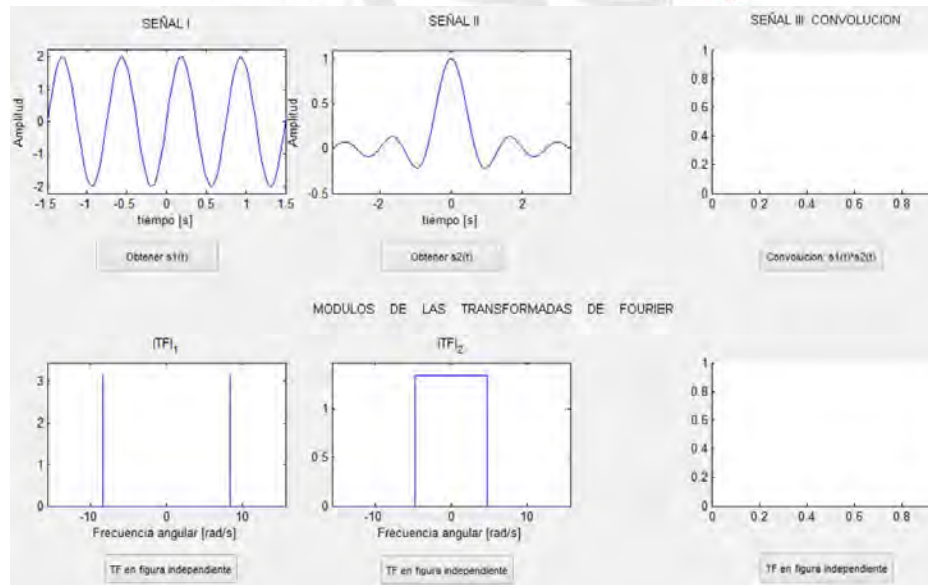 SEÑAL I
SEÑAL II
SEÑAL III CONVOLUCION
Amplitud
2
1
0
-1
-2
-1.5 -1 -0.5 0 0.5 1 1.5
tiempo [s]
Amplitud
1
0.5
0
-0.5
-2 0 2
tiempo [s]
1
0.8
0.6
0.4
0.2
0
0 0.2 0.4 0.6 0.8
Obtener s1(t)
Obtener s2(t)
Convolucion: s1(t)*s2(t)
MODULOS DE LAS TRANSFORMADAS DE FOURIER
|TF|1
3
2
1
0
-10 0 10
Frecuencia angular [rad/s]
|TF|2
1
0.5
0
-10 0 10
Frecuencia angular [rad/s]
1
0.8
0.6
0.4
0.2
0
0 0.2 0.4 0.6 0.8
TF en figura independiente
TF en figura independiente
TF en figura independiente